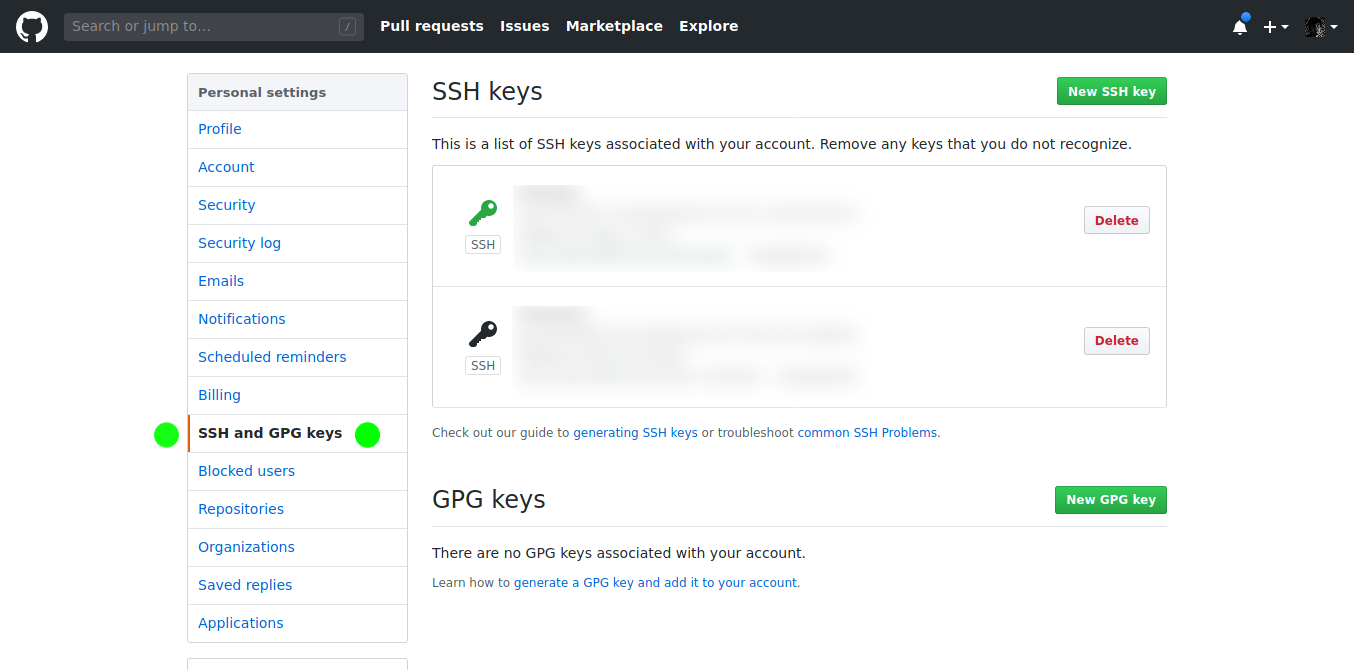 Search or jump to...
/
Pull requests
Issues
Marketplace
Explore
Personal settings
Profile
Account
Security
Security log
Emails
Notifications
Scheduled reminders
Billing
SSH and GPG keys
Blocked users
Repositories
Organizations
Saved replies
Applications
SSH keys
New SSH key
This is a list of SSH keys associated with your account. Remove any keys that you do not recognize.
SSH
Delete
SSH
Delete
Check out our guide to generating SSH keys or troubleshoot common SSH Problems.
GPG keys
New GPG key
There are no GPG keys associated with your account.
Learn how to generate a GPG key and add it to your account.